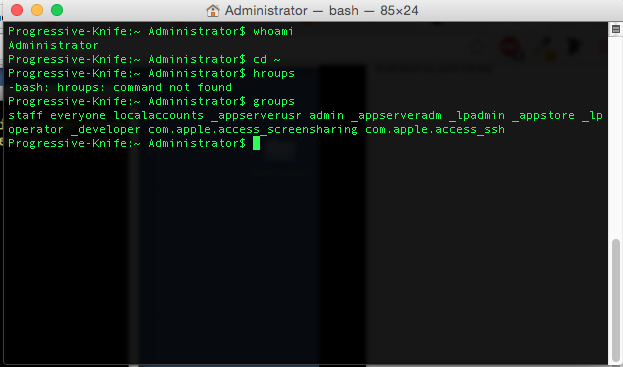 Administrator — bash — 85×24
Progressive-Knife:~ Administrator$ whoami
Administrator
Progressive-Knife:~ Administrator$ cd ~
Progressive-Knife:~ Administrator$ hroups
-bash: hroups: command not found
Progressive-Knife:~ Administrator$ groups
staff everyone localaccounts _appserverusr admin _appserveradm _lpadmin _appstore _lp
operator _developer com.apple.access_screensharing com.apple.access_ssh
Progressive-Knife:~ Administrator$